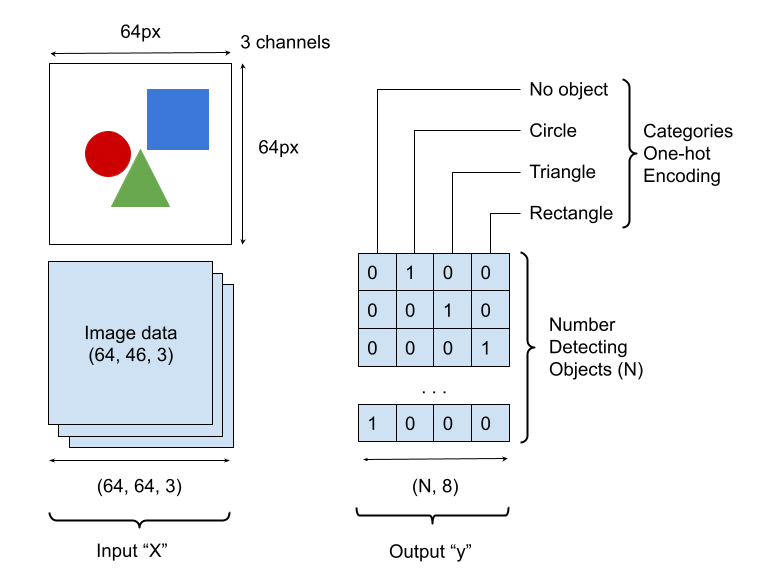 64px
3 channels
64px
Image data
(64, 46, 3)
(64, 64, 3)
Input “X”
No object
Circle
Triangle
Rectangle
Categories
One-hot
Encoding
0 1 0 0
0 0 1 0
0 0 0 1
. . .
1 0 0 0
Number
Detecting
Objects (N)
(N, 8)
Output “y”